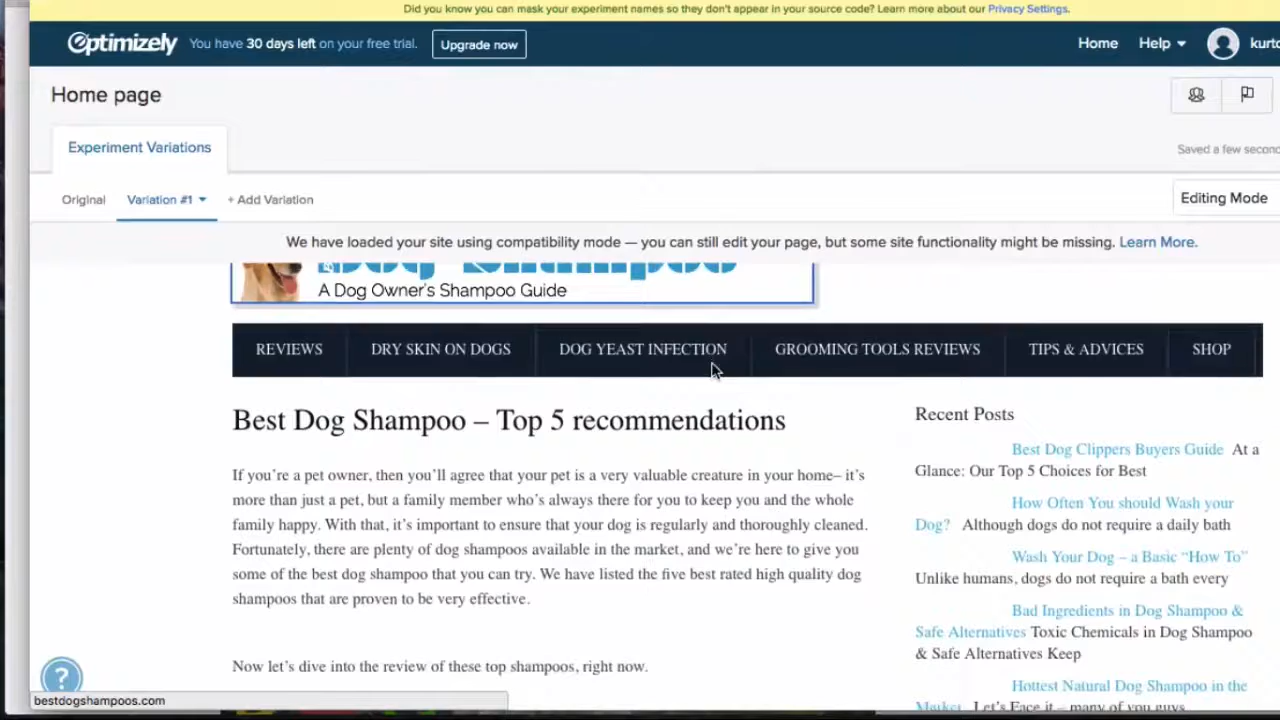 Did you know you can mask your experiment names so they don't appear in your source code? Learn more about our Privacy Settings.
Optimizely You have 30 days left on your free trial. Upgrade now Home Help kurto
Home page
Experiment Variations
Saved a few secon
Original Variation #1 + Add Variation Editing Mode
We have loaded your site using compatibility mode — you can still edit your page, but some site functionality might be missing. Learn More.
Dog Shampoo
A Dog Owner's Shampoo Guide
REVIEWS DRY SKIN ON DOGS DOG YEAST INFECTION GROOMING TOOLS REVIEWS TIPS & ADVICES SHOP
Best Dog Shampoo – Top 5 recommendations
If you're a pet owner, then you'll agree that your pet is a very valuable creature in your home– it's
more than just a pet, but a family member who's always there for you to keep you and the whole
family happy. With that, it's important to ensure that your dog is regularly and thoroughly cleaned.
Fortunately, there are plenty of dog shampoos available in the market, and we're here to give you
some of the best dog shampoo that you can try. We have listed the five best rated high quality dog
shampoos that are proven to be very effective.
Now let's dive into the review of these top shampoos, right now.
Recent Posts
Best Dog Clippers Buyers Guide At a
Glance: Our Top 5 Choices for Best
How Often You should Wash your
Dog? Although dogs do not require a daily bath
Wash Your Dog – a Basic “How To”
Unlike humans, dogs do not require a bath every
Bad Ingredients in Dog Shampoo &
Safe Alternatives Toxic Chemicals in Dog Shampoo
& Safe Alternatives Keep
Hottest Natural Dog Shampoo in the
Market Let's Face it – many of you guys
?
bestdogshampoos.com